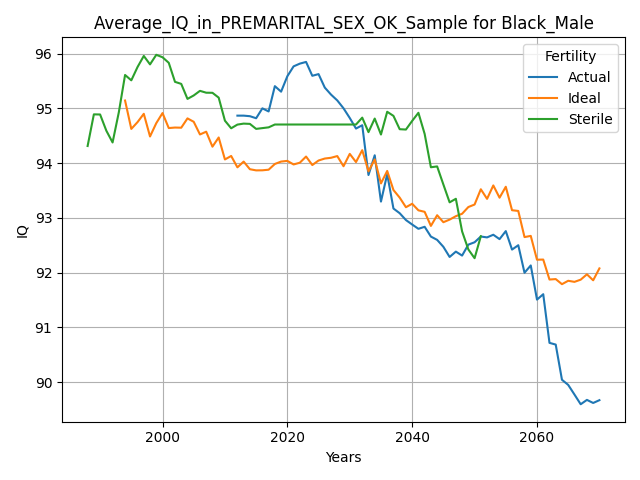 Average_IQ_in_PREMARITAL_SEX_OK_Sample for Black_Male
Fertility
Actual
Ideal
Sterile
96
95
94
93
92
91
90
IQ
2000 2020 2040 2060
Years